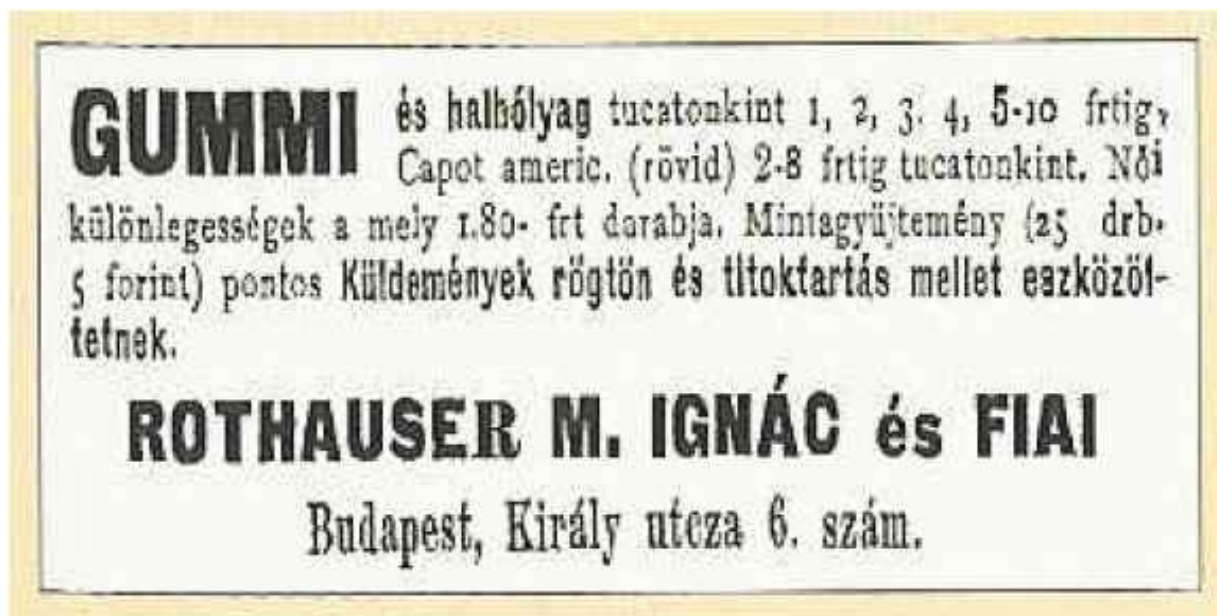 GUMMI és halhólyag tucatonkint 1, 2, 3. 4, 5-10 frtig,
Capot americ. (rövid) 2-8 frtig tucatonkint. Női
különlegességek a mely 1.80- frt darabja. Mintagyüjtemény (25 drb.
5 forint) pontos Küldemények rögtön és titoktartás mellet eszközöl-
tetnek.
ROTHAUSER M. IGNÁC és FIAI
Budapest, Király utcza 6. szám.